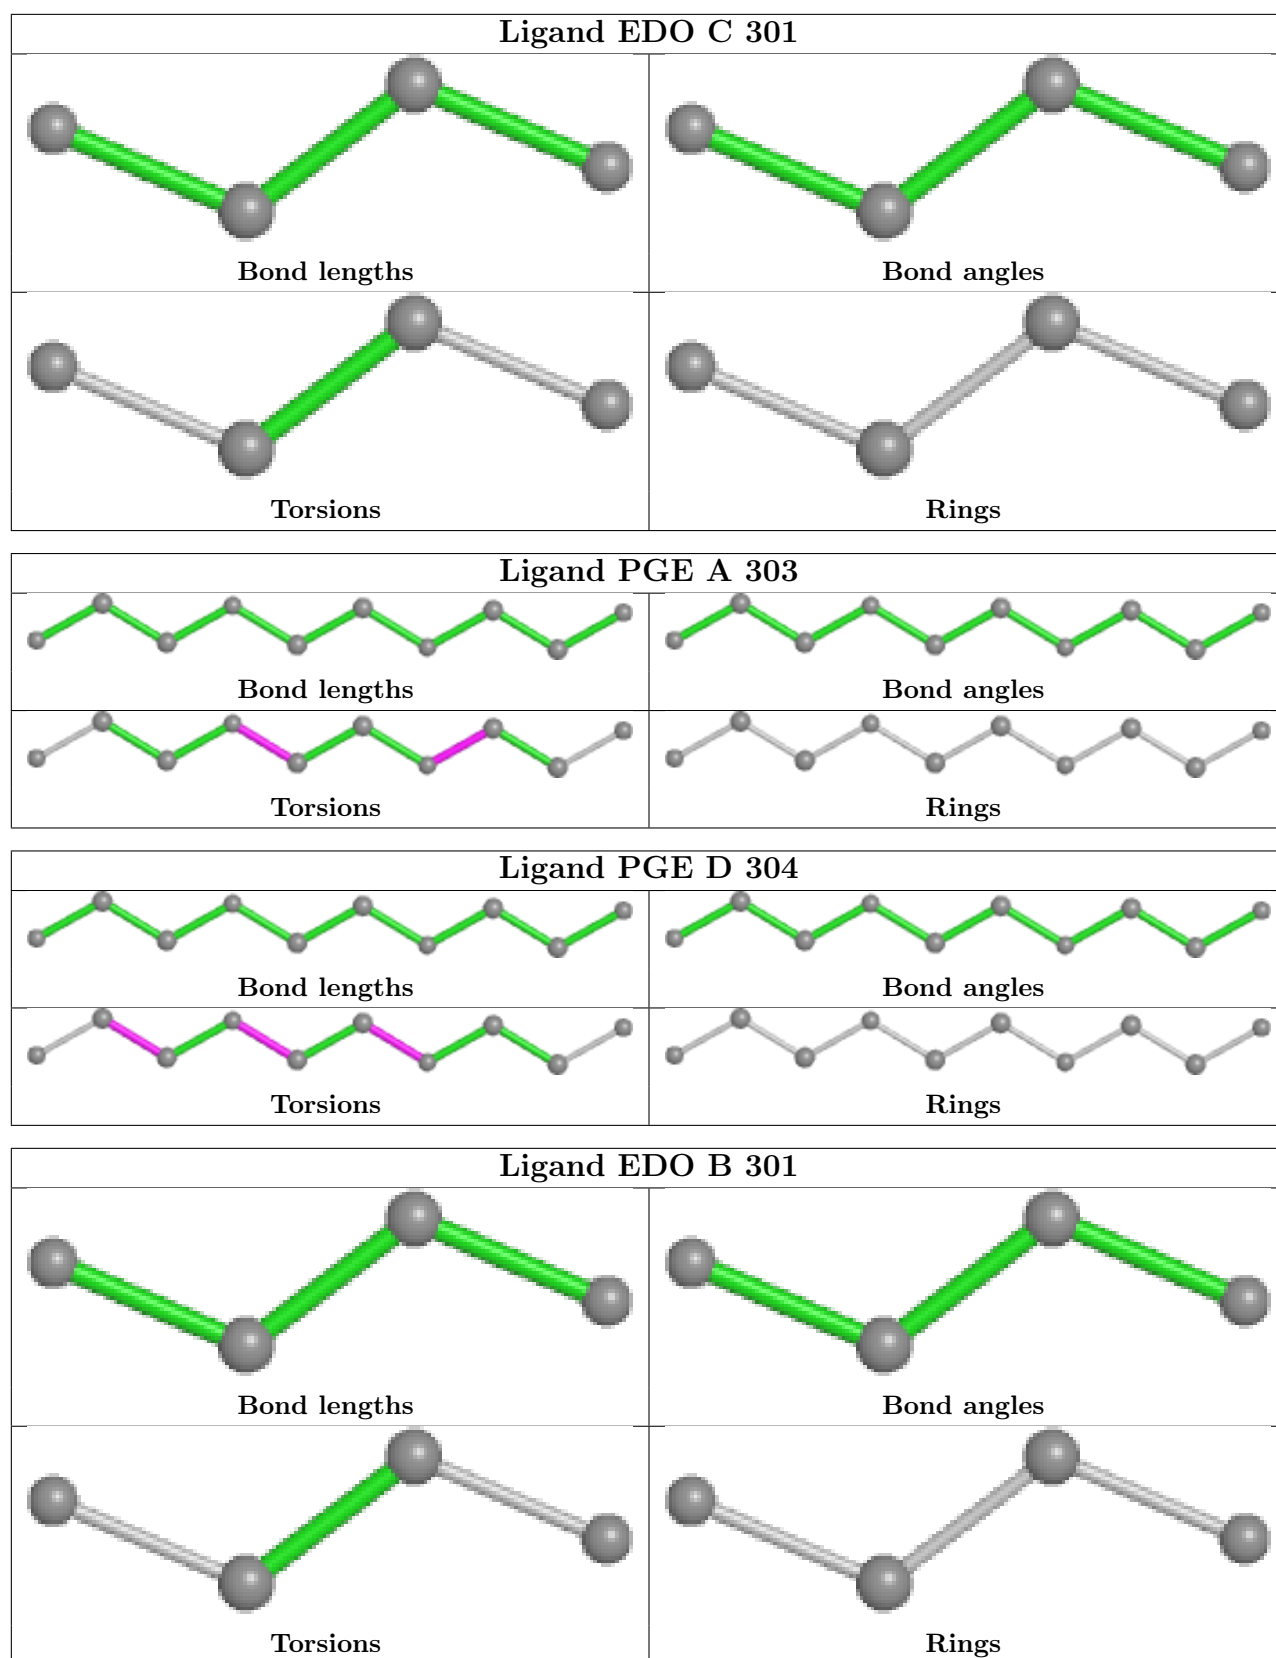 Ligand EDO C 301
Bond lengths
Bond angles
Torsions
Rings
Ligand PGE A 303
Bond lengths
Bond angles
Torsions
Rings
Ligand PGE D 304
Bond lengths
Bond angles
Torsions
Rings
Ligand EDO B 301
Bond lengths
Bond angles
Torsions
Rings